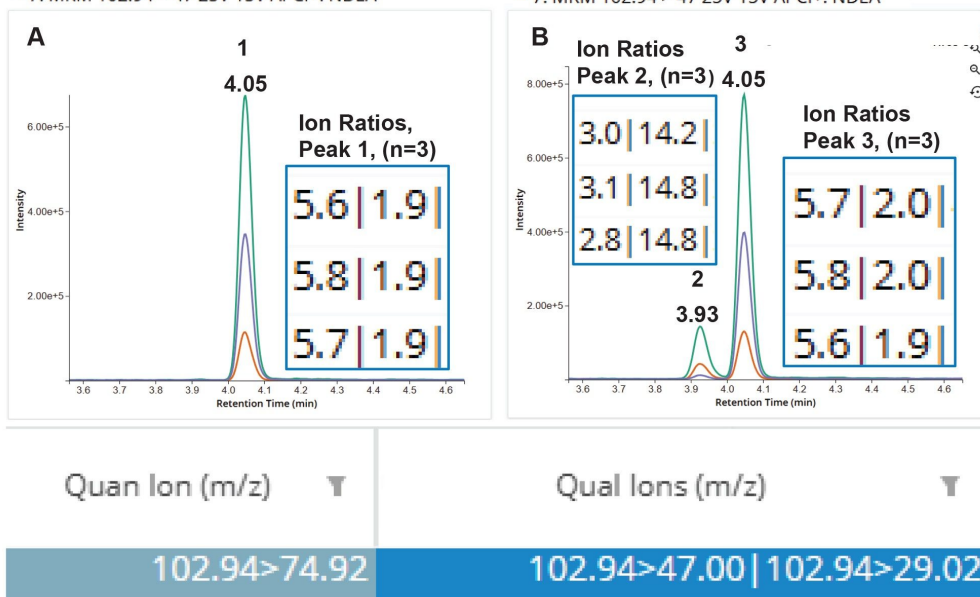 A
1
4.05
Ion Ratios,
Peak 1, (n=3)
5.6|1.9|
5.8|1.9|
5.7|1.9|
6.00e+5
4.00e+5
2.00e+5
Intensity
3.6 3.7 3.8 3.9 4.0 4.1 4.2 4.3 4.4 4.5 4.6
Retention Time (min)
B
Ion Ratios
Peak 2, (n=3)
3.0|14.2|
3.1|14.8|
2.8|14.8|
3
4.05
2
3.93
Ion Ratios
Peak 3, (n=3)
5.7|2.0|
5.8|2.0|
5.6|1.9|
8.00e+5
6.00e+5
4.00e+5
2.00e+5
Intensity
3.6 3.7 3.8 3.9 4.0 4.1 4.2 4.3 4.4 4.5 4.6
Retention Time (min)
Quan Ion (m/z)
Qual Ions (m/z)
102.94>74.92
102.94>47.00|102.94>29.02